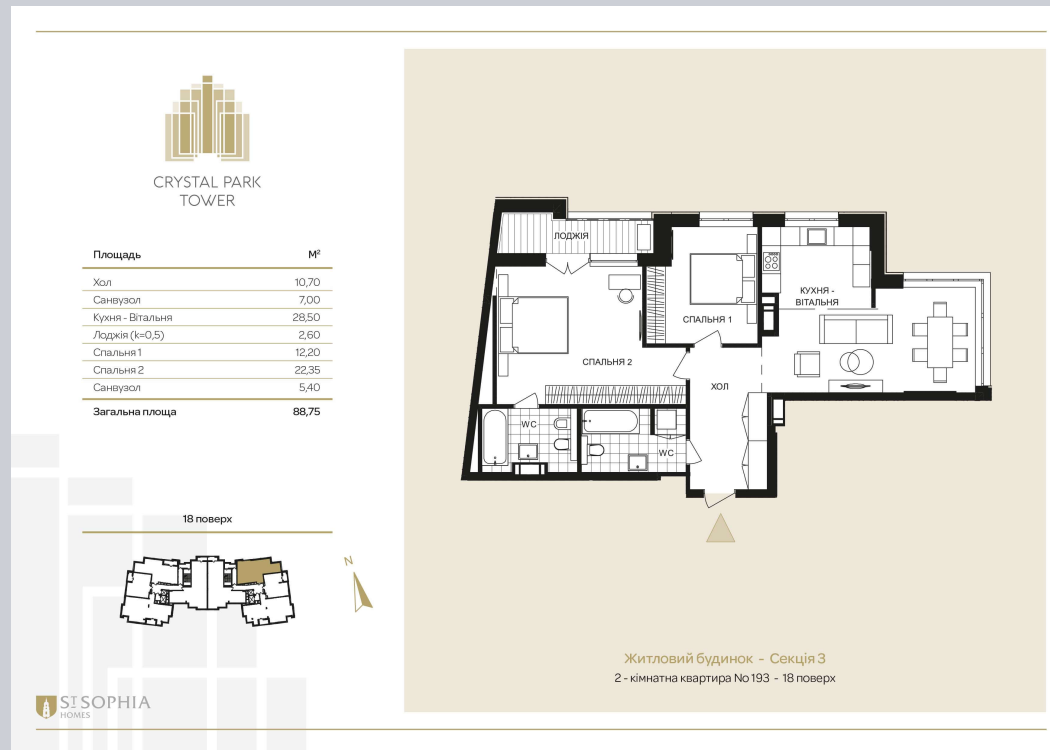 CRYSTAL PARK
TOWER
Площадь М²
Хол 10,70
Санвузол 7,00
Кухня - Вітальня 28,50
Лоджія (k=0,5) 2,60
Спальня 1 12,20
Спальня 2 22,35
Санвузол 5,40
Загальна площа 88,75
18 поверх
N
ST SOPHIA
HOMES
ЛОДЖІЯ
КУХНЯ -
ВІТАЛЬНЯ
СПАЛЬНЯ 1
СПАЛЬНЯ 2
ХОЛ
WC
WC
Житловий будинок - Секція 3
2 - кімнатна квартира No 193 - 18 поверх